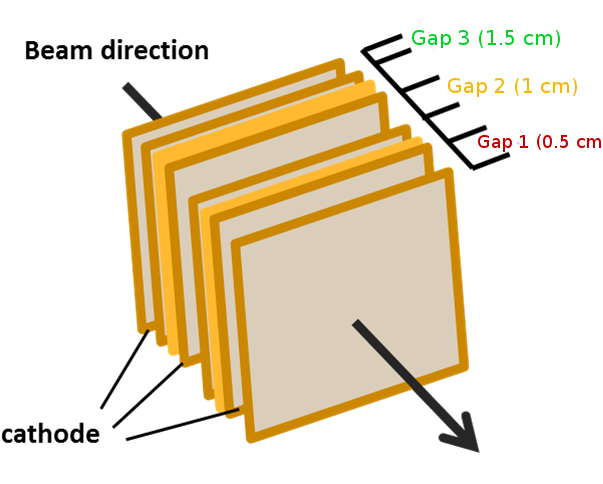 Beam direction
Gap 3 (1.5 cm)
Gap 2 (1 cm)
Gap 1 (0.5 cm
cathode